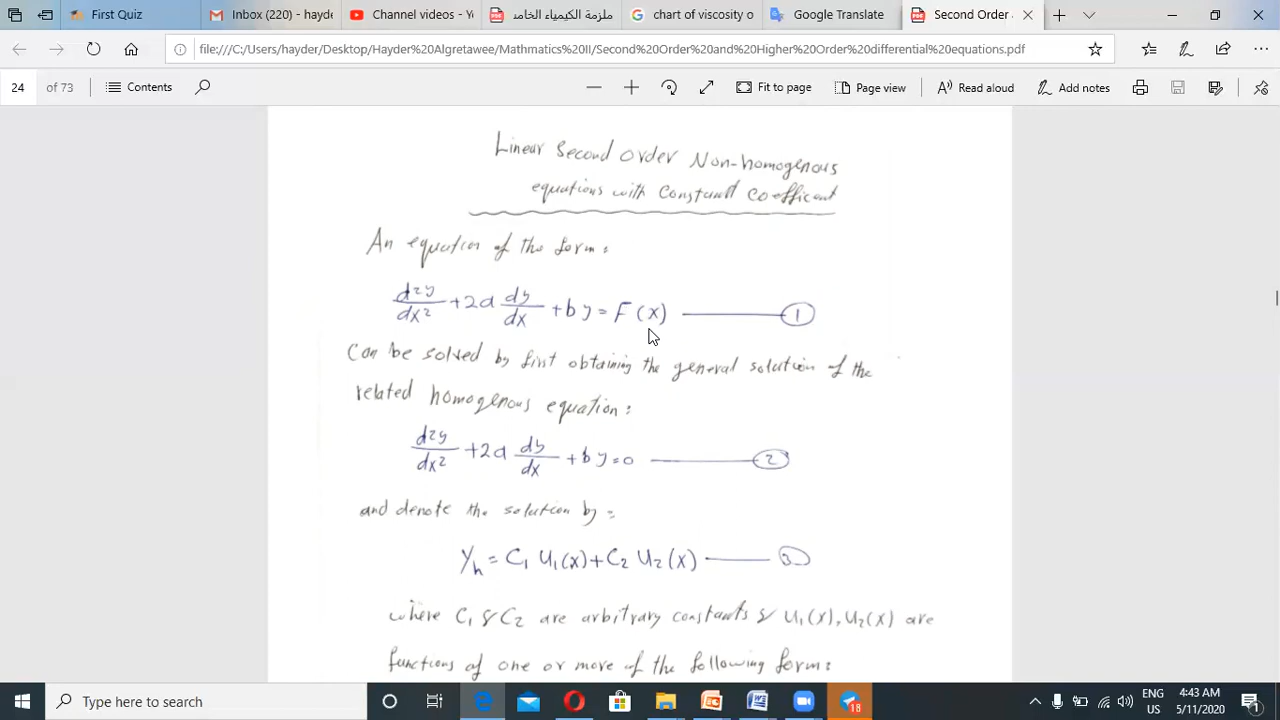 First Quiz
Inbox (220) - hayde
Channel videos - Y
ملزمة الكيمياء الخامـ
chart of viscosity o
Google Translate
Second Order
file:///C:/Users/hayder/Desktop/Hayder%20Algretawee/Mathmatics%20II/Second%20Order%20and%20Higher%20Order%20differential%20equations.pdf
24 of 73 Contents Fit to page Page view Read aloud Add notes
Linear Second Order Non-homogenous
equations with Constant Coefficent
An equation of the form:
d2y/dx² + 2a dy/dx + by = F(x) ——— 1
Can be solved by first obtaining the general solution of the
related homogenous equation:
d2y/dx² + 2a dy/dx + by = 0 ——— 2
and denote the solution by =
yh = C1 U1(x) + C2 U2(x) ——— 3
where C1 & C2 are arbitrary constants & U1(x), U2(x) are
functions of one or more of the following form:
Type here to search
18
ENG
US
4:43 AM
5/11/2020
1